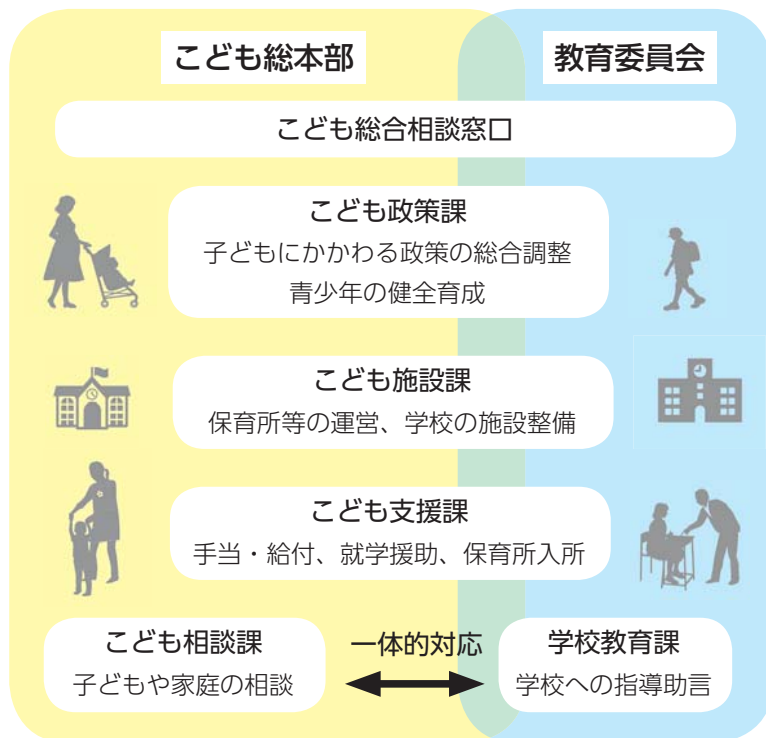 こども総本部
教育委員会
こども総合相談窓口
こども政策課
子どもにかかわる政策の総合調整
青少年の健全育成
こども施設課
保育所等の運営、学校の施設整備
こども支援課
手当・給付、就学援助、保育所入所
こども相談課
子どもや家庭の相談
一体的対応
学校教育課
学校への指導助言